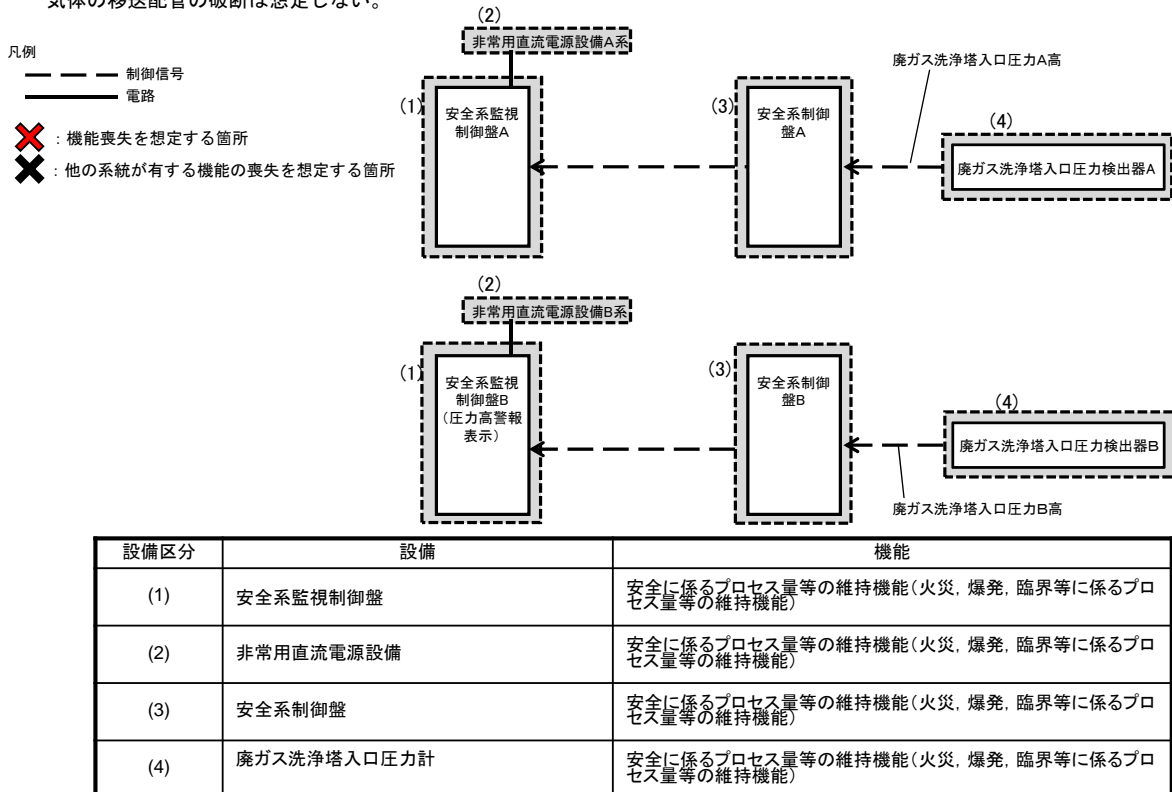 気体の移送配管の破断は想定しない。
凡例
制御信号
電路
：機能喪失を想定する箇所
：他の系統が有する機能の喪失を想定する箇所
(2)
非常用直流電源設備A系
(1)
安全系監視
制御盤A
(3)
安全系制御
盤A
廃ガス洗浄塔入口圧力A高
(4)
廃ガス洗浄塔入口圧力検出器A
(2)
非常用直流電源設備B系
(1)
安全系監視
制御盤B
（圧力高警報
表示）
(3)
安全系制御
盤B
(4)
廃ガス洗浄塔入口圧力検出器B
廃ガス洗浄塔入口圧力B高
設備区分 設備 機能
(1) 安全系監視制御盤 安全に係るプロセス量等の維持機能（火災，爆発，臨界等に係るプロ
セス量等の維持機能）
(2) 非常用直流電源設備 安全に係るプロセス量等の維持機能（火災，爆発，臨界等に係るプロ
セス量等の維持機能）
(3) 安全系制御盤 安全に係るプロセス量等の維持機能（火災，爆発，臨界等に係るプロ
セス量等の維持機能）
(4) 廃ガス洗浄塔入口圧力計 安全に係るプロセス量等の維持機能（火災，爆発，臨界等に係るプロ
セス量等の維持機能）